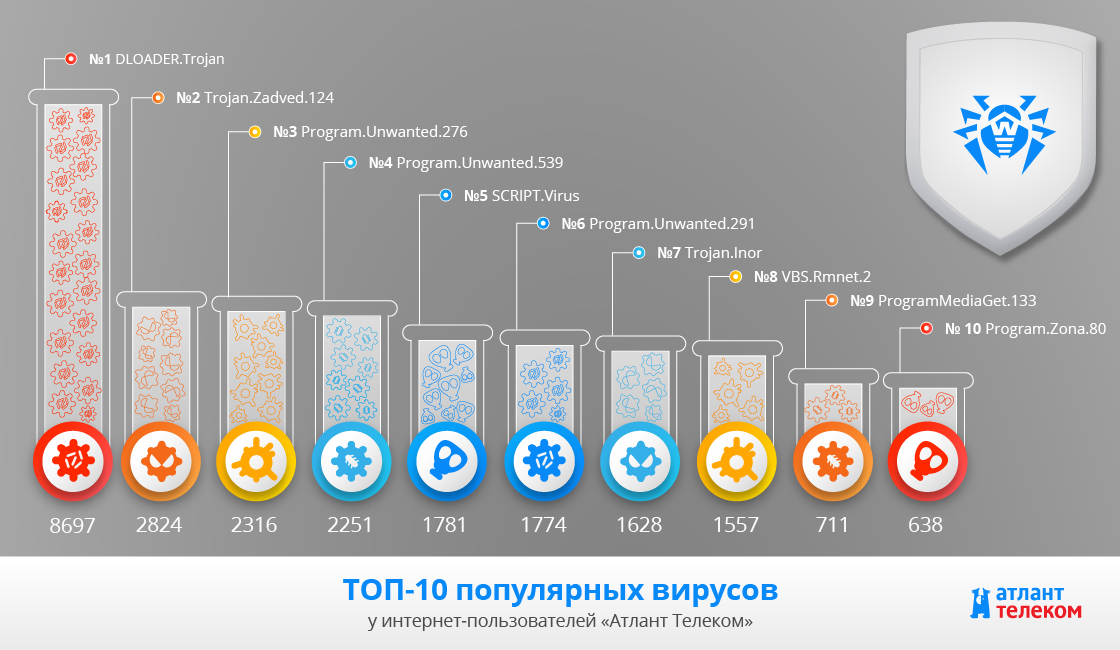 №1 DLOADER.Trojan
№2 Trojan.Zadved.124
№3 Program.Unwanted.276
№4 Program.Unwanted.539
№5 SCRIPT.Virus
№6 Program.Unwanted.291
№7 Trojan.Inor
№8 VBS.Rmnet.2
№9 ProgramMediaGet.133
№ 10 Program.Zona.80
8697 2824 2316 2251 1781 1774 1628 1557 711 638
ТОП-10 популярных вирусов
у интернет-пользователей «Атлант Телеком»
атлант
телеком